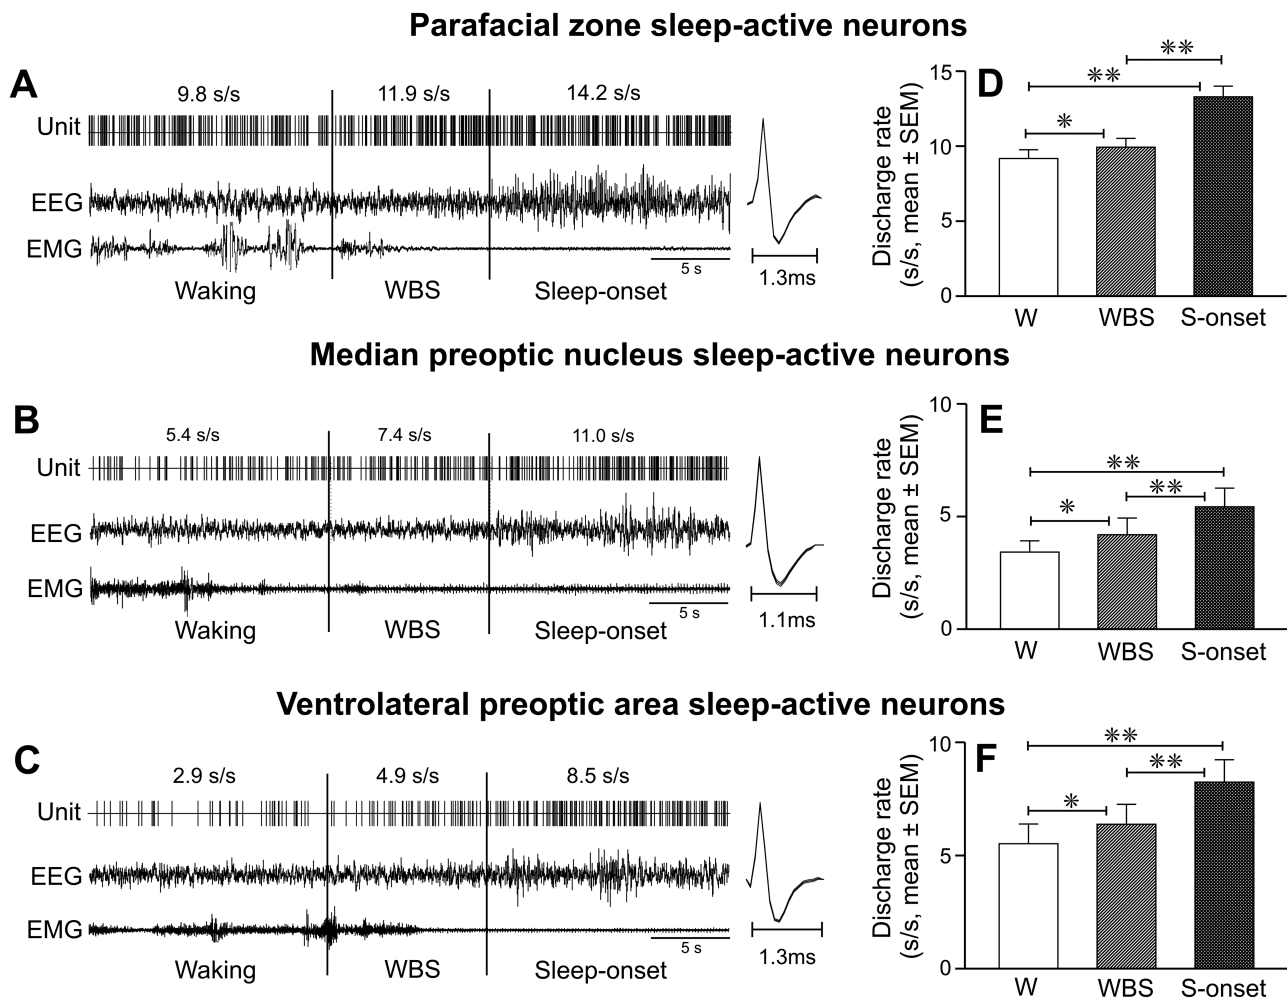 Parafacial zone sleep-active neurons
A
9.8 s/s 11.9 s/s 14.2 s/s
Unit
EEG
EMG
5 s
Waking WBS Sleep-onset
1.3ms
D
Discharge rate
(s/s, mean ± SEM)
15
10
5
0
** 
**
*
W WBS S-onset
Median preoptic nucleus sleep-active neurons
B
5.4 s/s 7.4 s/s 11.0 s/s
Unit
EEG
EMG
5 s
Waking WBS Sleep-onset
1.1ms
E
Discharge rate
(s/s, mean ± SEM)
10
5
0
**
**
*
W WBS S-onset
Ventrolateral preoptic area sleep-active neurons
C
2.9 s/s 4.9 s/s 8.5 s/s
Unit
EEG
EMG
5 s
Waking WBS Sleep-onset
1.3ms
F
Discharge rate
(s/s, mean ± SEM)
10
5
0
**
**
*
W WBS S-onset